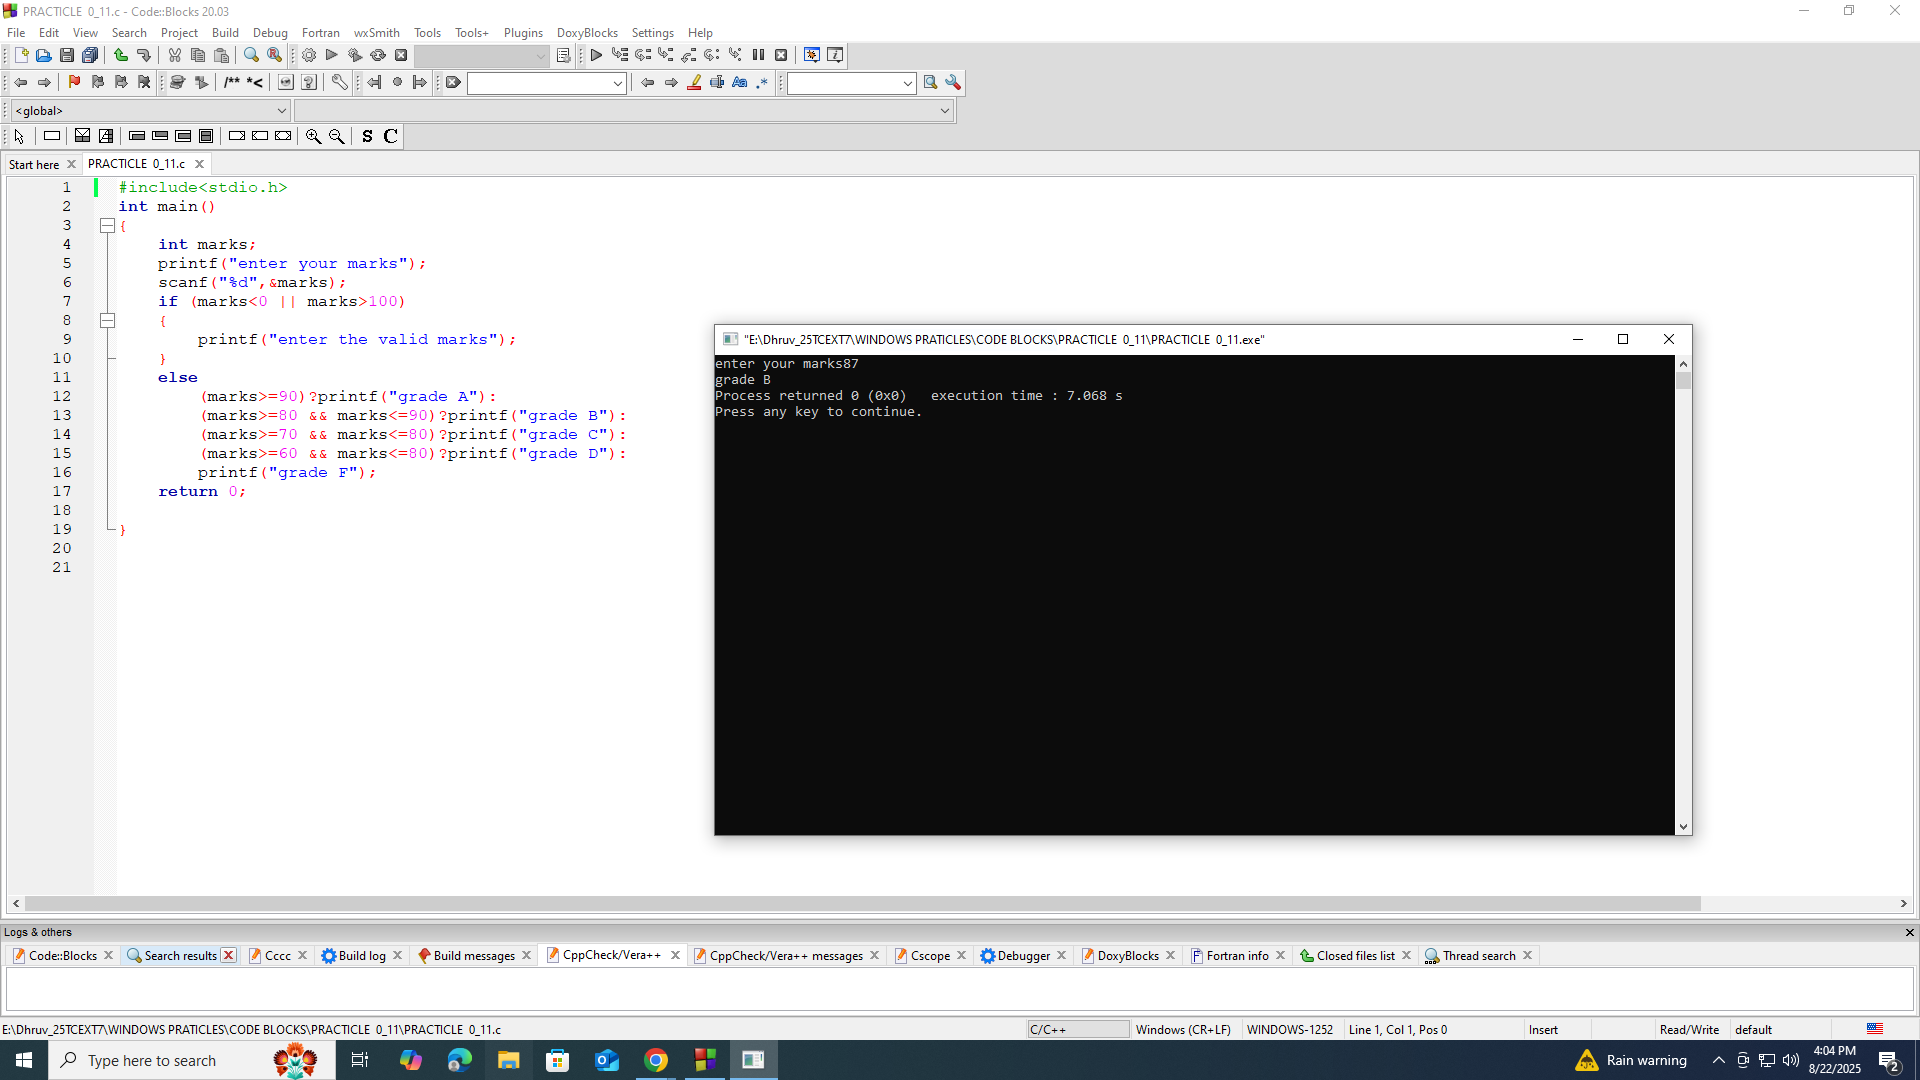 PRACTICLE 0_11.c - Code::Blocks 20.03
File Edit View Search Project Build Debug Fortran wxSmith Tools Tools+ Plugins DoxyBlocks Settings Help
/** *<
Aa .*
<global>
S C
Start here
PRACTICLE 0_11.c
1 #include<stdio.h>
2 int main()
3 {
4 int marks;
5 printf("enter your marks");
6 scanf("%d",&marks);
7 if (marks<0 || marks>100)
8 {
9 printf("enter the valid marks");
10 }
11 else
12 (marks>=90)?printf("grade A"):
13 (marks>=80 && marks<=90)?printf("grade B"):
14 (marks>=70 && marks<=80)?printf("grade C"):
15 (marks>=60 && marks<=80)?printf("grade D"):
16 printf("grade F");
17 return 0;
18
19 }
20
21
"E:\Dhruv_25TCEXT7\WINDOWS PRATICLES\CODE BLOCKS\PRACTICLE 0_11\PRACTICLE 0_11.exe"
enter your marks87
grade B
Process returned 0 (0x0)   execution time : 7.068 s
Press any key to continue.
Logs & others
Code::Blocks Search results Cccc Build log Build messages CppCheck/Vera++ CppCheck/Vera++ messages Cscope Debugger DoxyBlocks Fortran info Closed files list Thread search
E:\Dhruv_25TCEXT7\WINDOWS PRATICLES\CODE BLOCKS\PRACTICLE 0_11\PRACTICLE 0_11.c C/C++ Windows (CR+LF) WINDOWS-1252 Line 1, Col 1, Pos 0 Insert Read/Write default
Type here to search
Rain warning
4:04 PM
8/22/2025
2